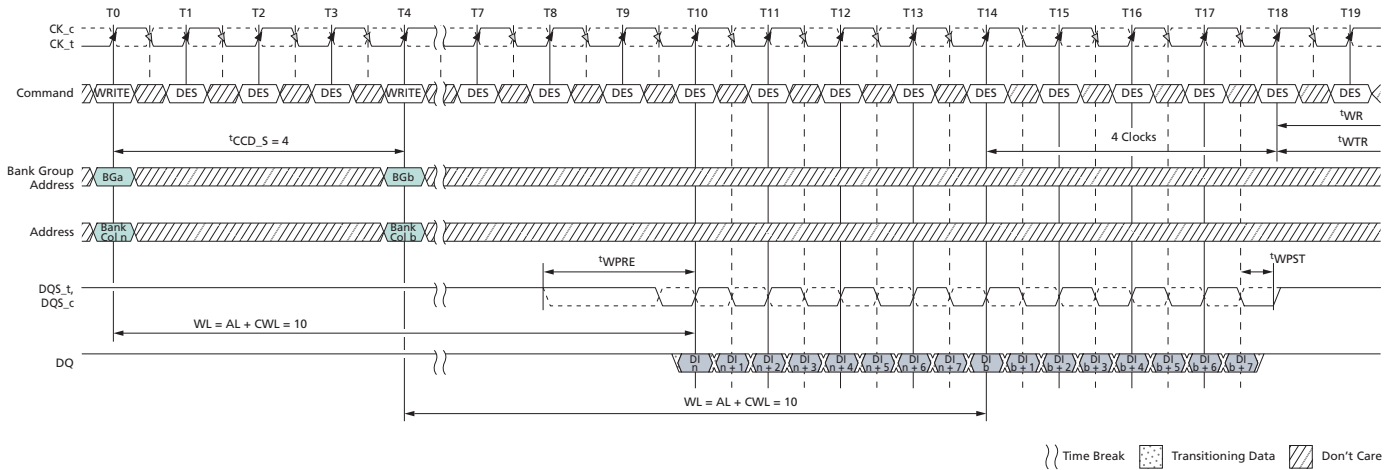 T0 T1 T2 T3 T4 T7 T8 T9 T10 T11 T12 T13 T14 T15 T16 T17 T18 T19
CK_c
CK_t
Command WRITE DES DES DES WRITE DES DES DES DES DES DES DES DES DES DES DES DES DES
tWR
tCCD_S = 4
4 Clocks
tWTR
Bank Group
Address
BGa BGb
Address
Bank
Col n
Bank
Col b
tWPRE
tWPST
DQS_t,
DQS_c
WL = AL + CWL = 10
DQ
DI
n
DI
n + 1
DI
n + 2
DI
n + 3
DI
n + 4
DI
n + 5
DI
n + 6
DI
n + 7
DI
b
DI
b + 1
DI
b + 2
DI
b + 3
DI
b + 4
DI
b + 5
DI
b + 6
DI
b + 7
WL = AL + CWL = 10
Time Break Transitioning Data Don't Care